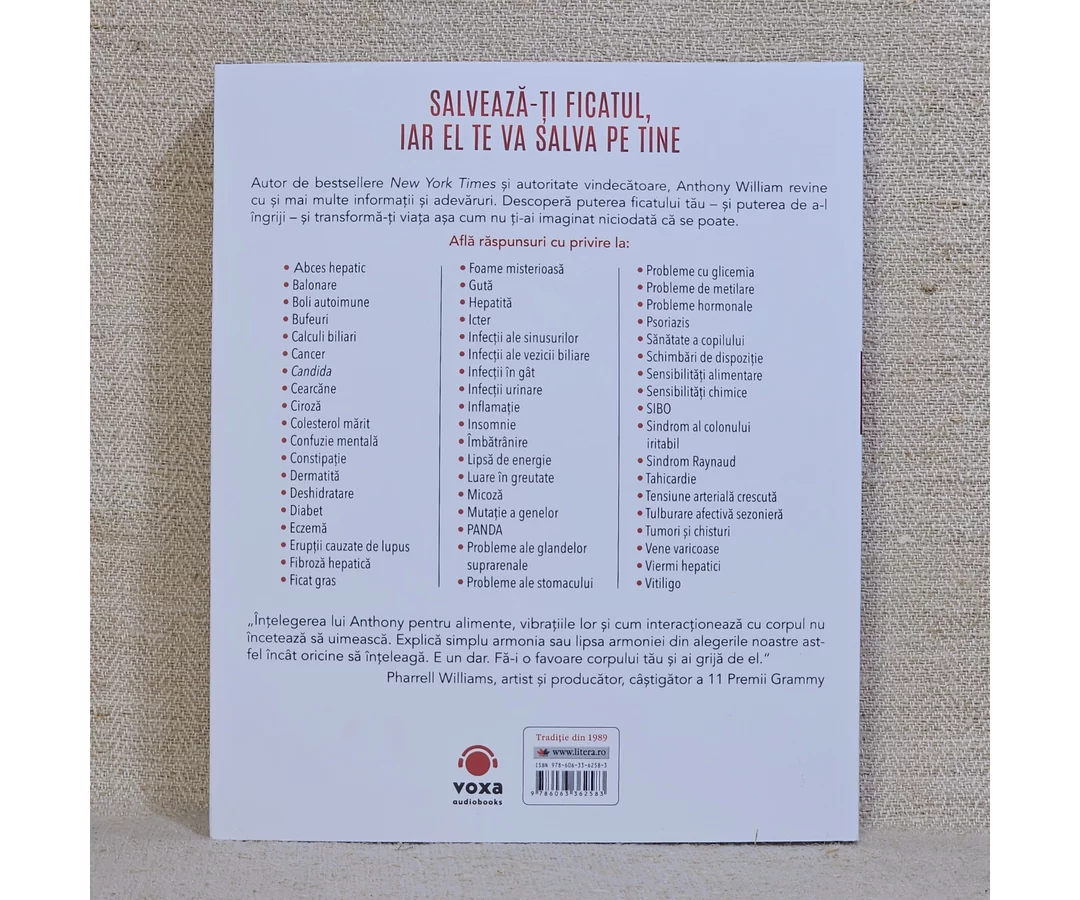 SALVEAZĂ-ȚI FICATUL,
IAR EL TE VA SALVA PE TINE
Autor de bestsellere New York Times și autoritate vindecătoare, Anthony William revine
cu și mai multe informații și adevăruri. Descoperă puterea ficatului tău – și puterea de a-l
îngriji – și transformă-ți viața așa cum nu ți-ai imaginat niciodată că se poate.
Află răspunsuri cu privire la:
• Abces hepatic
• Balonare
• Boli autoimune
• Bufeuri
• Calculi biliari
• Cancer
• Candida
• Cearcăne
• Ciroză
• Colesterol mărit
• Confuzie mentală
• Constipație
• Dermatită
• Deshidratare
• Diabet
• Eczemă
• Erupții cauzate de lupus
• Fibroză hepatică
• Ficat gras
• Foame misterioasă
• Gută
• Hepatită
• Icter
• Infecții ale sinusurilor
• Infecții ale vezicii biliare
• Infecții în gât
• Infecții urinare
• Inflamație
• Insomnie
• Îmbătrânire
• Lipsă de energie
• Luare în greutate
• Micoză
• Mutație a genelor
• PANDA
• Probleme ale glandelor
suprarenale
• Probleme ale stomacului
• Probleme cu glicemia
• Probleme de metilare
• Probleme hormonale
• Psoriazis
• Sănătate a copilului
• Schimbări de dispoziție
• Sensibilități alimentare
• Sensibilități chimice
• SIBO
• Sindrom al colonului
iritabil
• Sindrom Raynaud
• Tahicardie
• Tensiune arterială crescută
• Tulburare afectivă sezonieră
• Tumori și chisturi
• Vene varicoase
• Viermi hepatici
• Vitiligo
„Înțelegerea lui Anthony pentru alimente, vibrațiile lor și cum interacționează cu corpul nu
încetează să uimească. Explică simplu armonia sau lipsa armoniei din alegerile noastre ast-
fel încât oricine să înțeleagă. E un dar. Fă-i o favoare corpului tău și ai grijă de el.”
Pharrell Williams, artist și producător, câștigător a 11 Premii Grammy
voxa
audiobooks
Tradiție din 1989
www.litera.ro
ISBN 978-606-33-6258-3
9 786063 362583